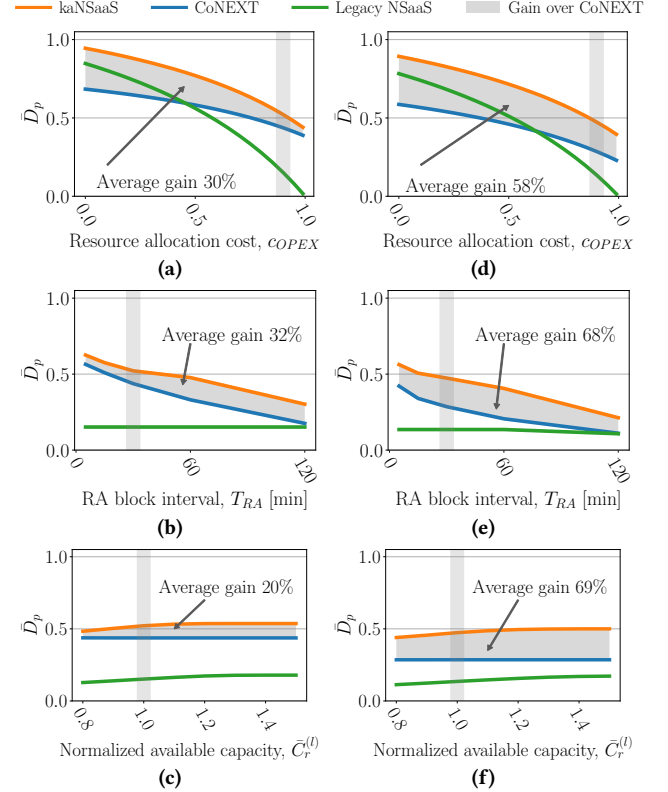 kaNSaaS CoNEXT Legacy NSaaS Gain over CoNEXT
1.0
D̄p
0.5
0.0
Average gain 30%
0.0 0.5 1.0
Resource allocation cost, cOPEX
(a)
1.0
D̄p
0.5
0.0
Average gain 58%
0.0 0.5 1.0
Resource allocation cost, cOPEX
(d)
1.0
D̄p
0.5
0.0
Average gain 32%
0 60 120
RA block interval, TRA [min]
(b)
1.0
D̄p
0.5
0.0
Average gain 68%
0 60 120
RA block interval, TRA [min]
(e)
1.0
D̄p
0.5
0.0
Average gain 20%
0.8 1.0 1.2 1.4
Normalized available capacity, C̄r(l)
(c)
1.0
D̄p
0.5
0.0
Average gain 69%
0.8 1.0 1.2 1.4
Normalized available capacity, C̄r(l)
(f)